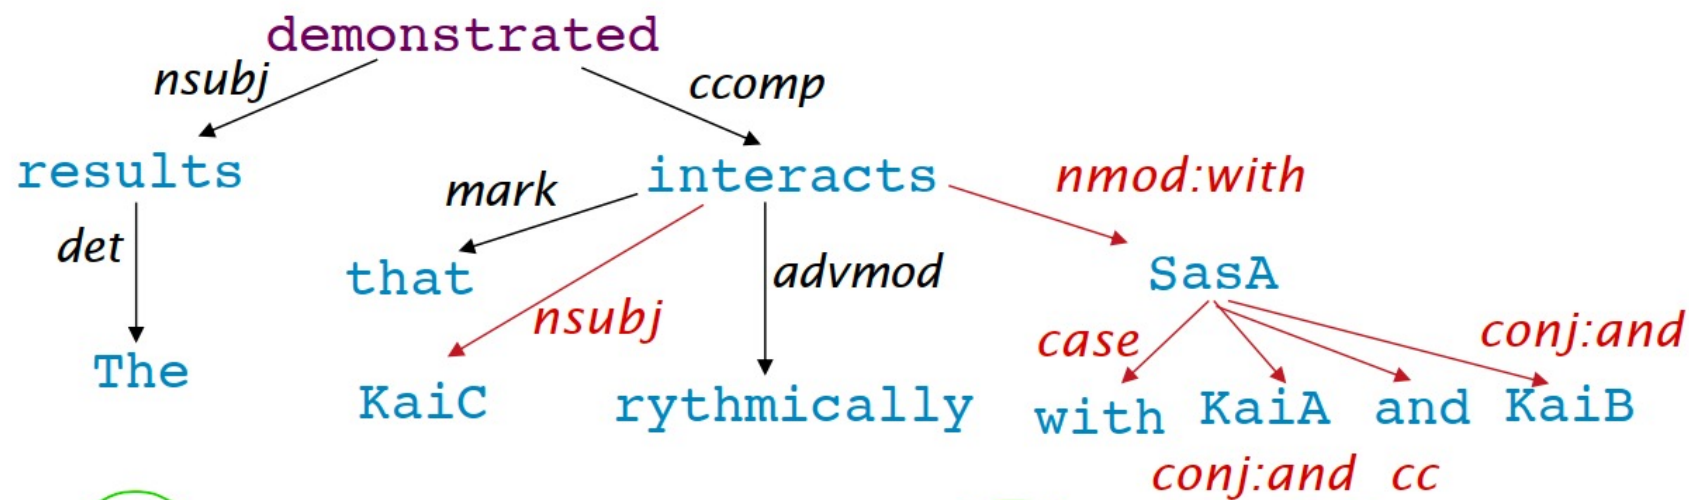 demonstrated
nsubj ccomp
results interacts nmod:with
mark
det that advmod SasA
nsubj case conj:and
The KaiC rythmically with KaiA and KaiB
conj:and cc